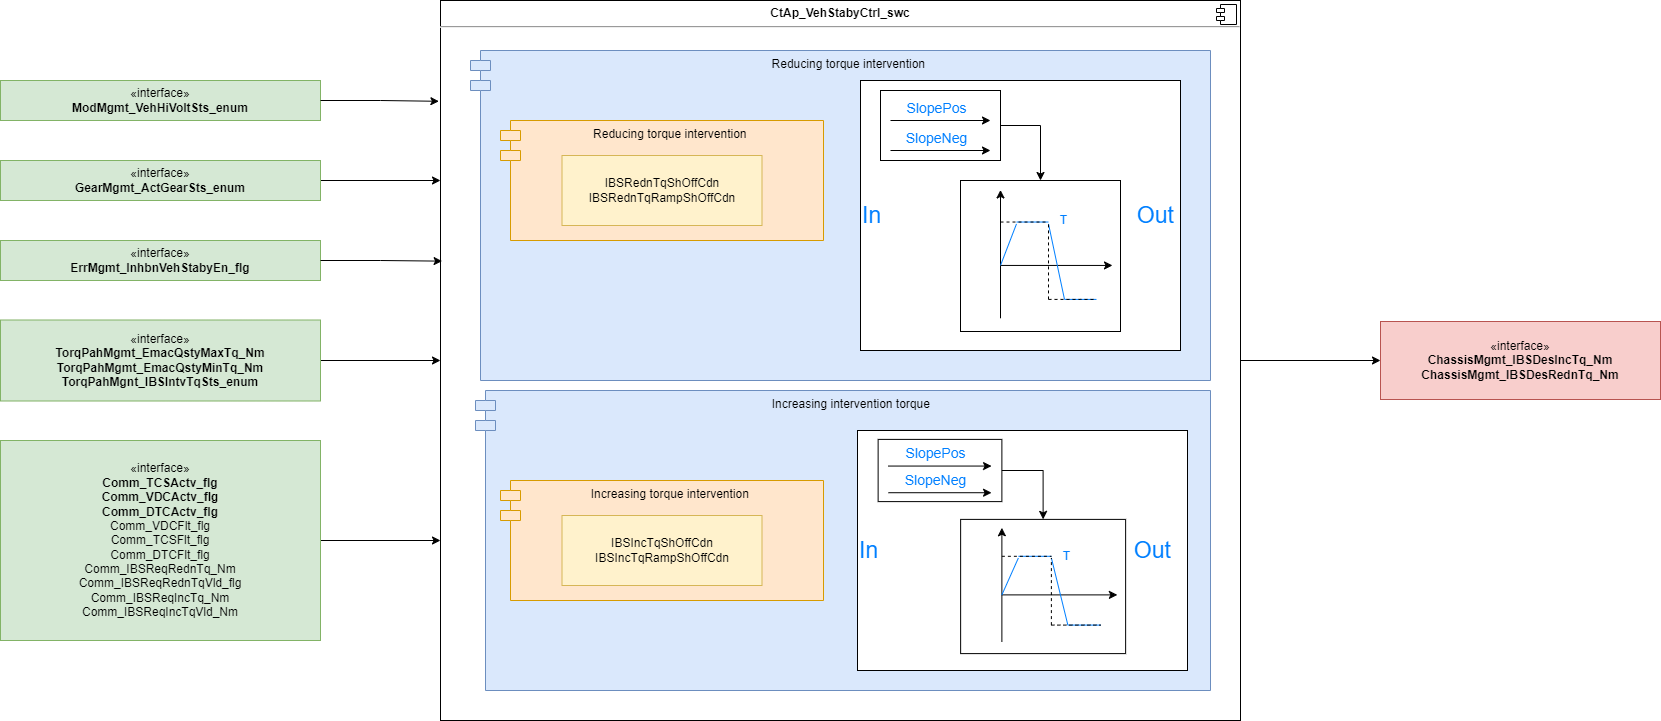 CtAp_VehStabyCtrl_swc
«interface»
ModMgmt_VehHiVoltSts_enum
«interface»
GearMgmt_ActGearSts_enum
«interface»
ErrMgmt_InhbnVehStabyEn_flg
«interface»
TorqPahMgmt_EmacQstyMaxTq_Nm
TorqPahMgmt_EmacQstyMinTq_Nm
TorqPahMgnt_IBSIntvTqSts_enum
«interface»
Comm_TCSActv_flg
Comm_VDCActv_flg
Comm_DTCActv_flg
Comm_VDCFlt_flg
Comm_TCSFlt_flg
Comm_DTCFlt_flg
Comm_IBSReqRednTq_Nm
Comm_IBSReqRednTqVld_flg
Comm_IBSReqIncTq_Nm
Comm_IBSReqIncTqVld_Nm
Reducing torque intervention
Reducing torque intervention
IBSRednTqShOffCdn
IBSRednTqRampShOffCdn
SlopePos
SlopeNeg
In
T
Out
Increasing intervention torque
Increasing torque intervention
IBSIncTqShOffCdn
IBSIncTqRampShOffCdn
SlopePos
SlopeNeg
In
T
Out
«interface»
ChassisMgmt_IBSDesIncTq_Nm
ChassisMgmt_IBSDesRednTq_Nm